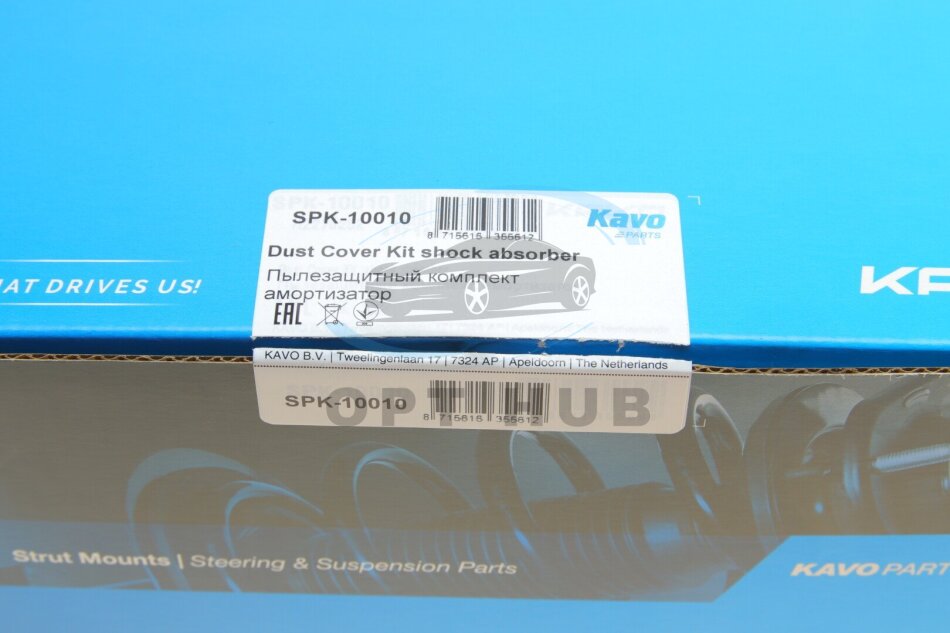 SPK-10010
8 715616 355612
Kavo
PARTS
Dust Cover Kit shock absorber
Пылезащитный комплект
амортизатор
EAC
AT DRIVES US!
KAVO B.V. | Tweelingenlaan 17 | 7324 AP | Apeldoorn | The Netherlands
SPK-10010
8 715616 355612
OPT HUB
Strut Mounts | Steering & Suspension Parts
KAVO PART